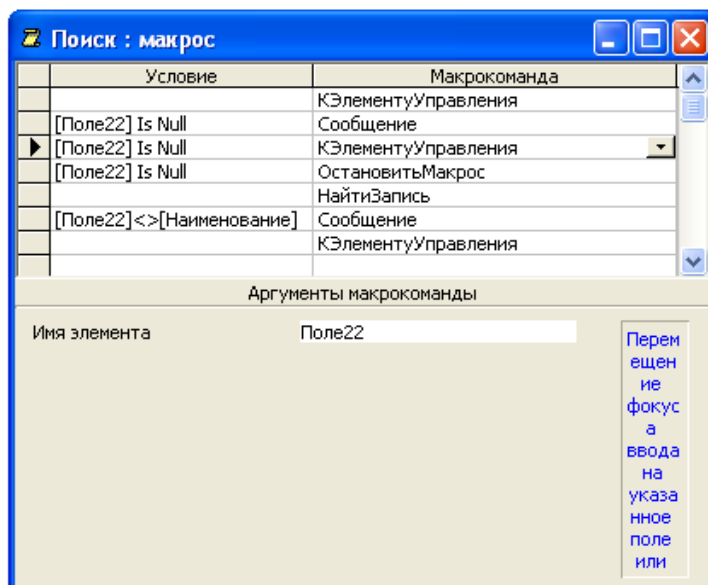 Поиск : макрос
Условие Макрокоманда
КЭлементуУправления
[Поле22] Is Null Сообщение
[Поле22] Is Null КЭлементуУправления
[Поле22] Is Null ОстановитьМакрос
НайтиЗапись
[Поле22]<>[Наименование] Сообщение
КЭлементуУправления
Аргументы макрокоманды
Имя элемента Поле22
Перем
ещен
ие
фокус
а
ввода
на
указа
нное
поле
или